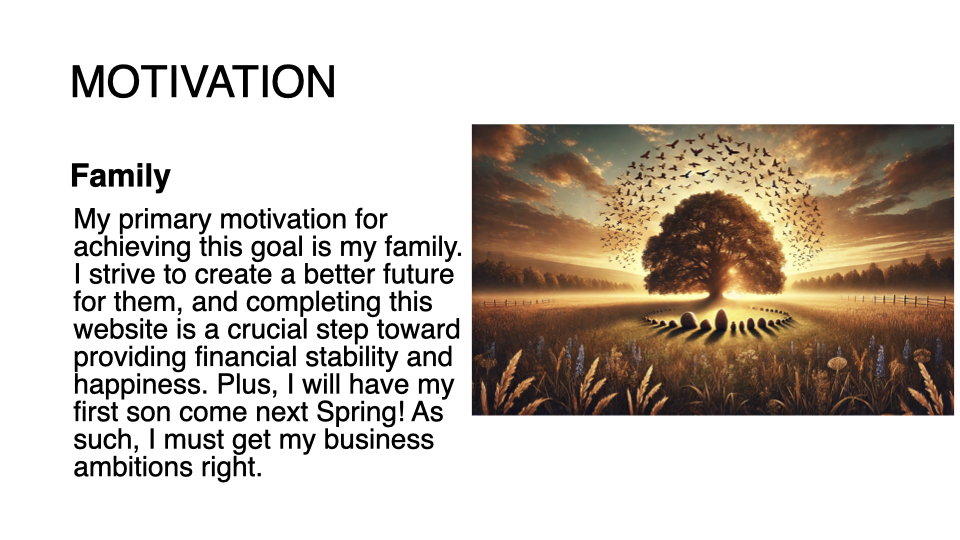 MOTIVATION
Family
My primary motivation for
achieving this goal is my family.
I strive to create a better future
for them, and completing this
website is a crucial step toward
providing financial stability and
happiness. Plus, I will have my
first son come next Spring! As
such, I must get my business
ambitions right.